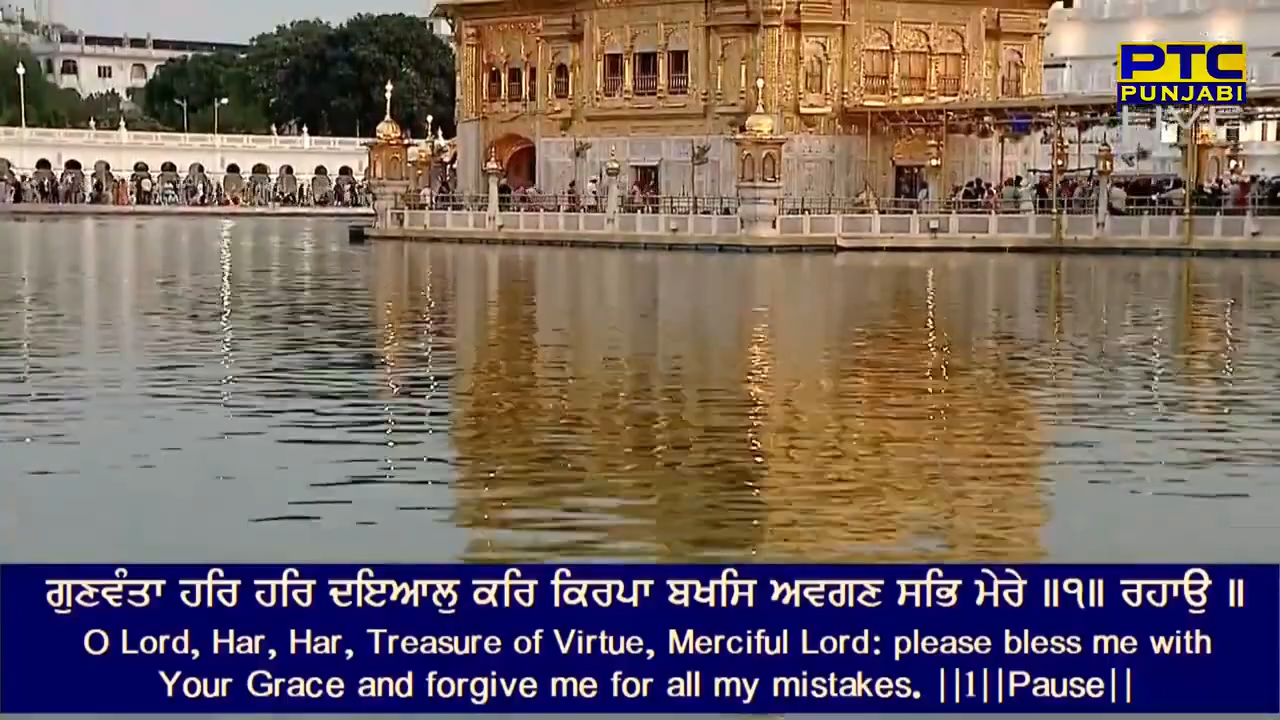 PTC
PUNJABI
LIVE
ਗੁਣਵੰਤਾ ਹਰਿ ਹਰਿ ਦਇਆਲੁ ਕਰਿ ਕਿਰਪਾ ਬਖਸਿ ਅਵਗਣ ਸਭਿ ਮੇਰੇ ॥੧॥ ਰਹਾਉ ॥
O Lord, Har, Har, Treasure of Virtue, Merciful Lord: please bless me with
Your Grace and forgive me for all my mistakes. ||1||Pause||